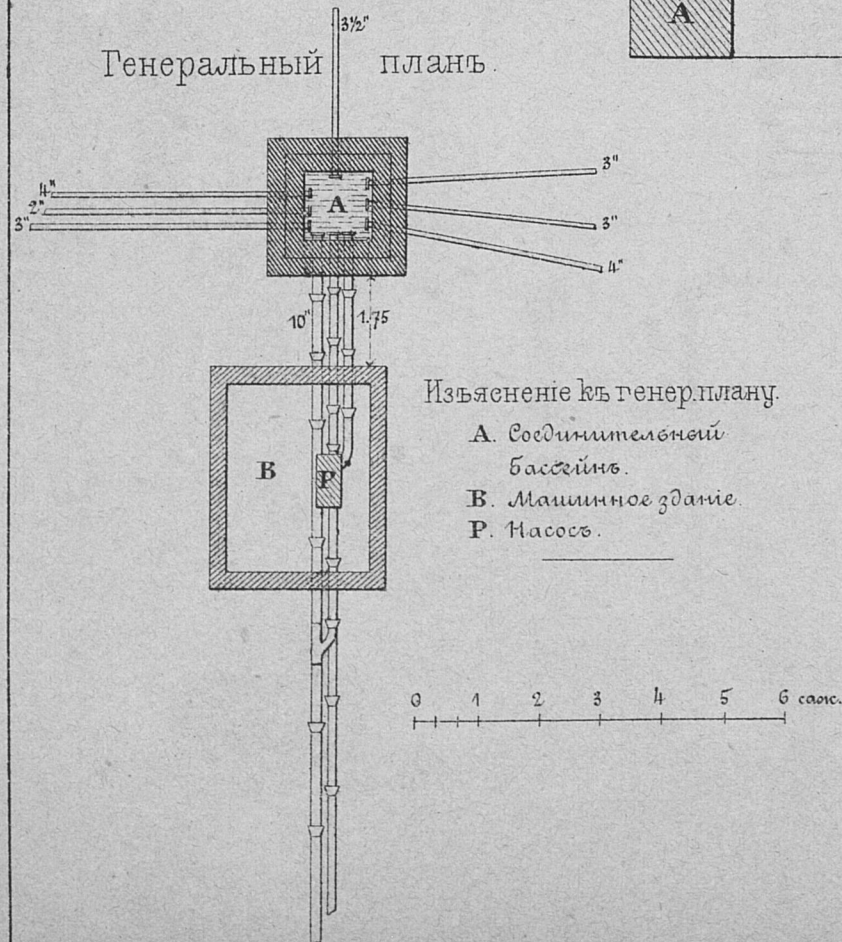 3½"
A
Генеральный планъ.
4"
2"
3"
A
3"
3"
4"
10"
1.75
Изъясненіе къ генер. плану.
A. Соединительный
бассейнъ.
B. Машинное зданіе.
P. Насосъ.
B
P
0 1 2 3 4 5 6 саж.